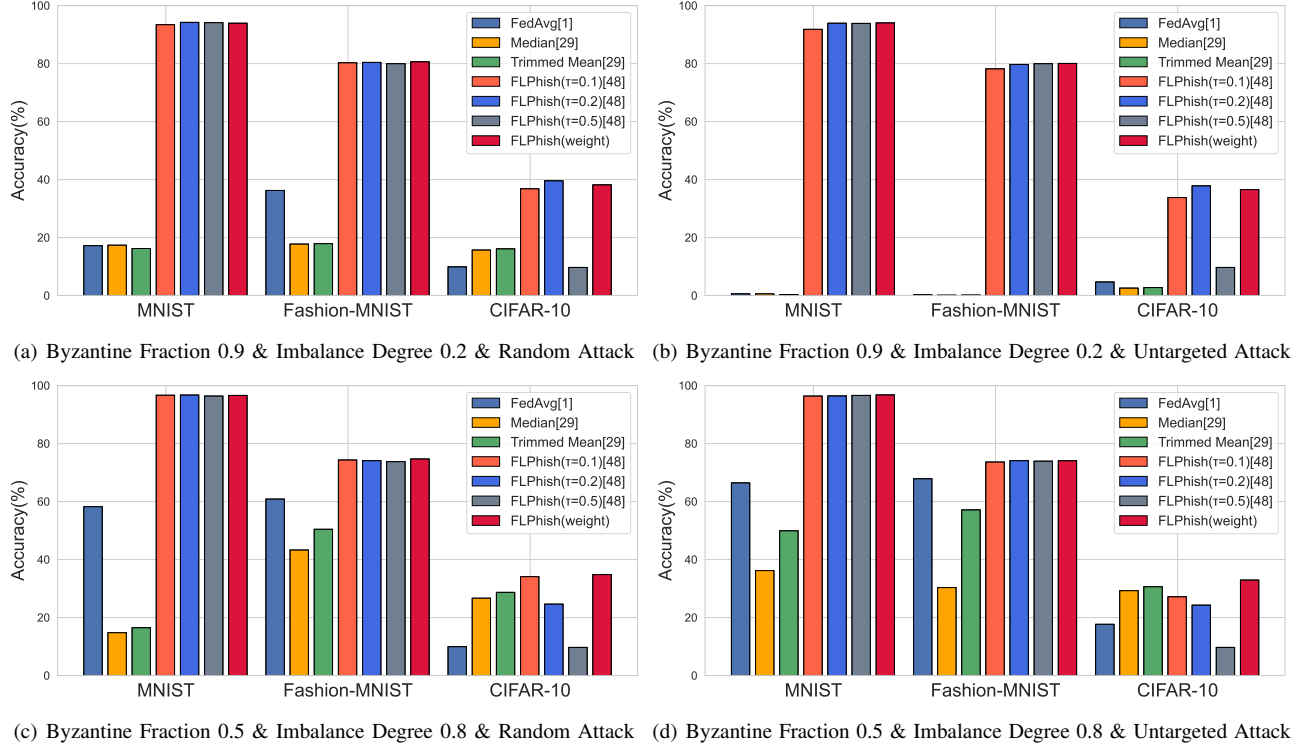 100
80
60
40
20
0
Accuracy(%)
MNIST
Fashion-MNIST
CIFAR-10
FedAvg[1]
Median[29]
Trimmed Mean[29]
FLPhish(τ=0.1)[48]
FLPhish(τ=0.2)[48]
FLPhish(τ=0.5)[48]
FLPhish(weight)
(a) Byzantine Fraction 0.9 & Imbalance Degree 0.2 & Random Attack
100
80
60
40
20
0
Accuracy(%)
MNIST
Fashion-MNIST
CIFAR-10
FedAvg[1]
Median[29]
Trimmed Mean[29]
FLPhish(τ=0.1)[48]
FLPhish(τ=0.2)[48]
FLPhish(τ=0.5)[48]
FLPhish(weight)
(b) Byzantine Fraction 0.9 & Imbalance Degree 0.2 & Untargeted Attack
100
80
60
40
20
0
Accuracy(%)
MNIST
Fashion-MNIST
CIFAR-10
FedAvg[1]
Median[29]
Trimmed Mean[29]
FLPhish(τ=0.1)[48]
FLPhish(τ=0.2)[48]
FLPhish(τ=0.5)[48]
FLPhish(weight)
(c) Byzantine Fraction 0.5 & Imbalance Degree 0.8 & Random Attack
100
80
60
40
20
0
Accuracy(%)
MNIST
Fashion-MNIST
CIFAR-10
FedAvg[1]
Median[29]
Trimmed Mean[29]
FLPhish(τ=0.1)[48]
FLPhish(τ=0.2)[48]
FLPhish(τ=0.5)[48]
FLPhish(weight)
(d) Byzantine Fraction 0.5 & Imbalance Degree 0.8 & Untargeted Attack